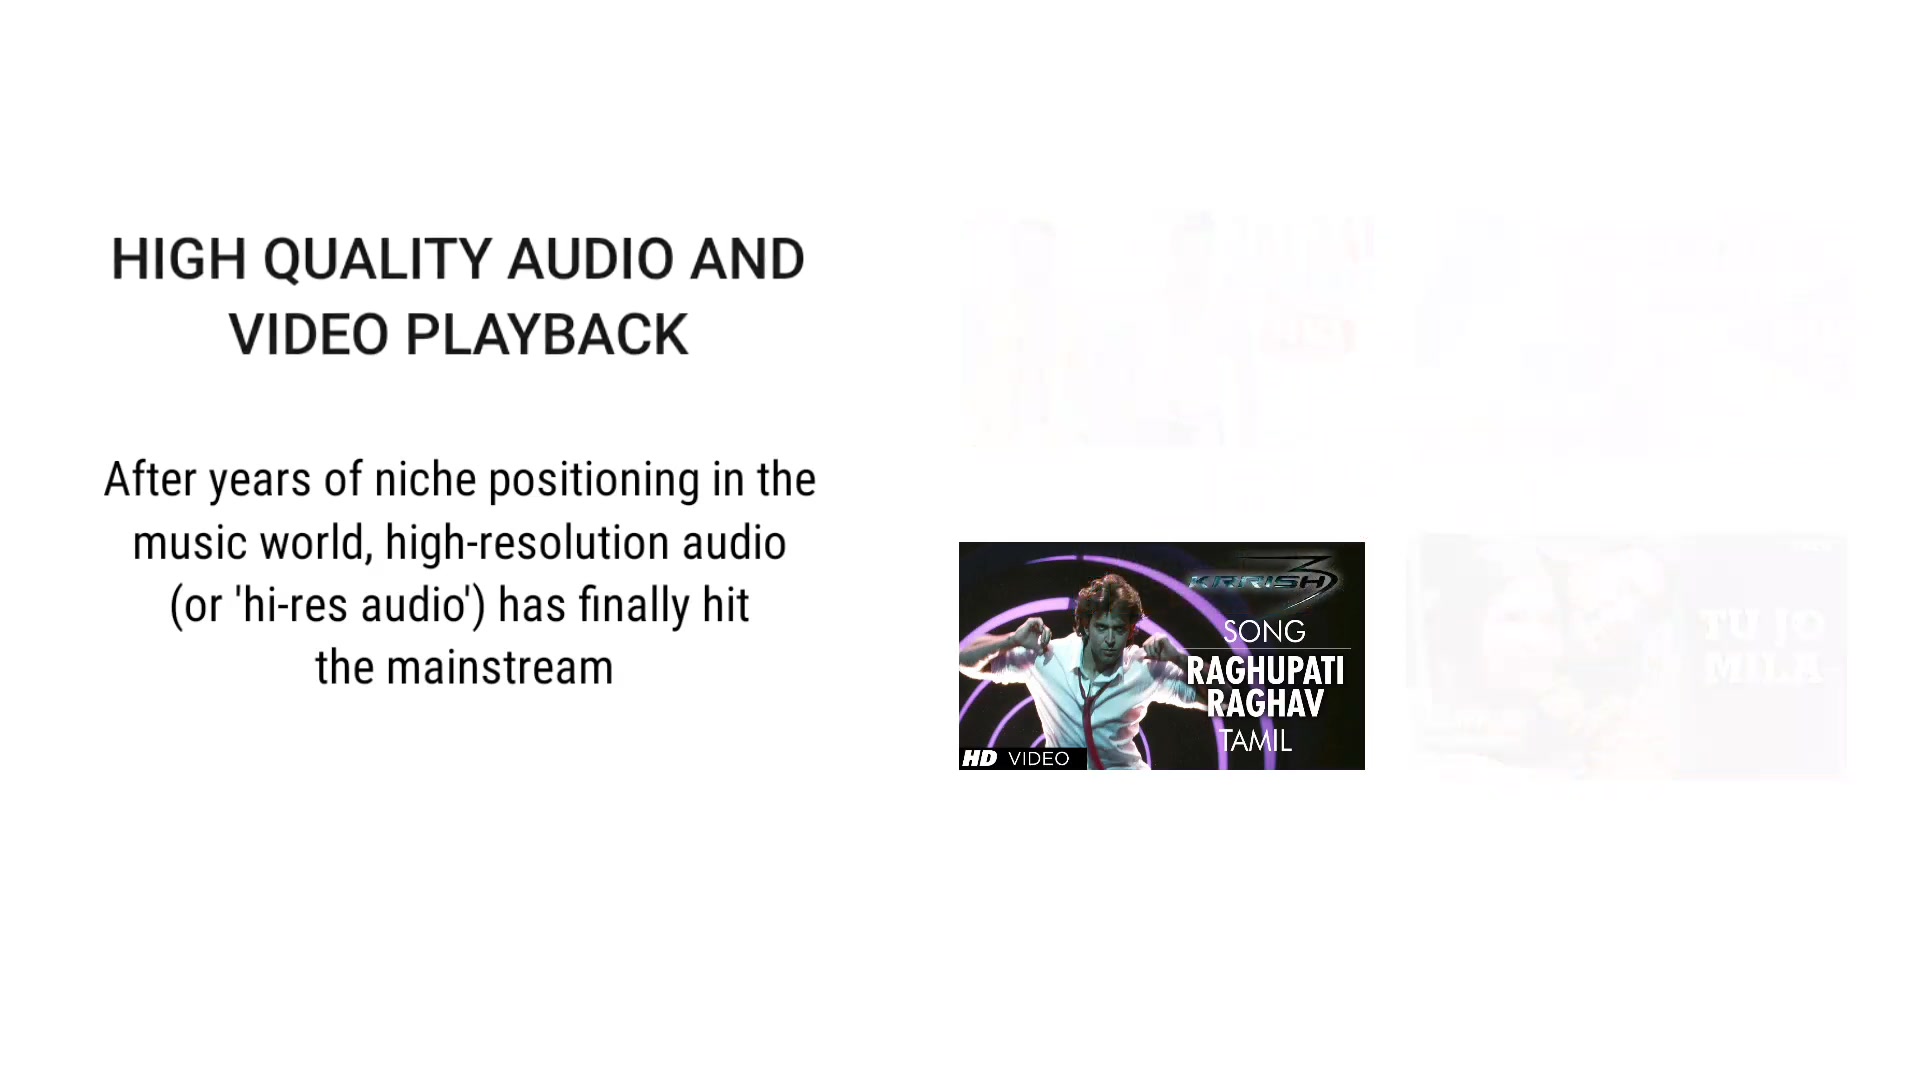 HIGH QUALITY AUDIO AND
VIDEO PLAYBACK
After years of niche positioning in the
music world, high-resolution audio
(or 'hi-res audio') has finally hit
the mainstream
KRRISH 3
SONG
RAGHUPATI
RAGHAV
TAMIL
HD VIDEO
TU JO
MILA